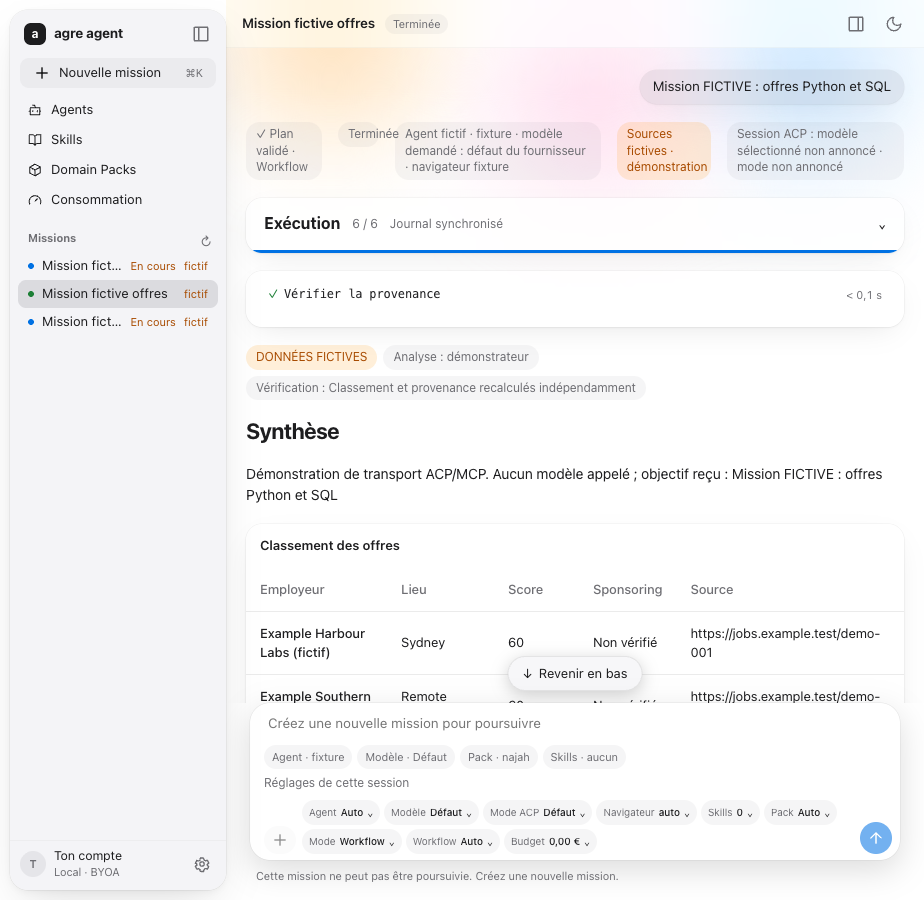 a agre agent
Nouvelle mission ⌘K
Agents
Skills
Domain Packs
Consommation
Missions
Mission fict... En cours fictif
Mission fictive offres fictif
Mission fict... En cours fictif
T Ton compte
Local · BYOA
Mission fictive offres Terminée
Mission FICTIVE : offres Python et SQL
✓ Plan
validé ·
Workflow
Terminée
Agent fictif · fixture · modèle
demandé : défaut du fournisseur
· navigateur fixture
Sources
fictives ·
démonstration
Session ACP : modèle
sélectionné non annoncé ·
mode non annoncé
Exécution 6 / 6 Journal synchronisé
✓ Vérifier la provenance < 0,1 s
DONNÉES FICTIVES Analyse : démonstrateur
Vérification : Classement et provenance recalculés indépendamment
Synthèse
Démonstration de transport ACP/MCP. Aucun modèle appelé ; objectif reçu : Mission FICTIVE : offres
Python et SQL
Classement des offres
Employeur Lieu Score Sponsoring Source
Example Harbour
Labs (fictif)
Sydney 60 Non vérifié
https://jobs.example.test/demo-
001
↓ Revenir en bas
Example Southern Remote https://jobs.example.test/demo-
Créez une nouvelle mission pour poursuivre
Agent · fixture Modèle · Défaut Pack · najah Skills · aucun
Réglages de cette session
Agent Auto Modèle Défaut Mode ACP Défaut Navigateur auto Skills 0 Pack Auto
Mode Workflow Workflow Auto Budget 0,00 €
Cette mission ne peut pas être poursuivie. Créez une nouvelle mission.